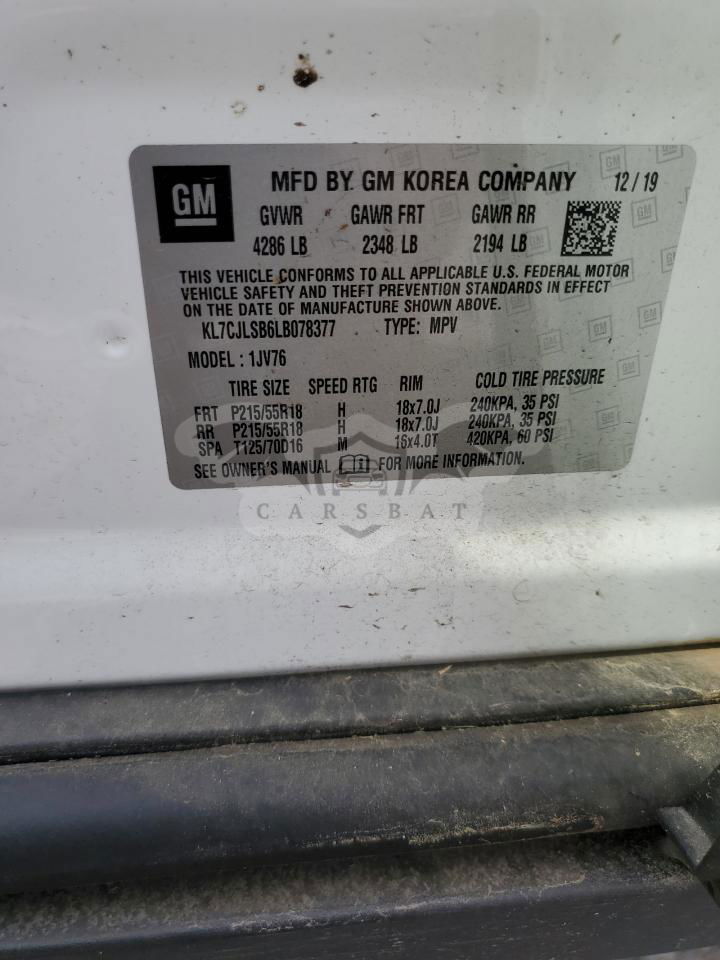 GM
MFD BY GM KOREA COMPANY 12/19
GVWR GAWR FRT GAWR RR
4286 LB 2348 LB 2194 LB
THIS VEHICLE CONFORMS TO ALL APPLICABLE U.S. FEDERAL MOTOR
VEHICLE SAFETY AND THEFT PREVENTION STANDARDS IN EFFECT
ON THE DATE OF MANUFACTURE SHOWN ABOVE.
KL7CJLSB6LB078377 TYPE: MPV
MODEL : 1JV76
TIRE SIZE SPEED RTG RIM COLD TIRE PRESSURE
FRT P215/55R18 H 18x7.0J 240KPA, 35 PSI
RR P215/55R18 H 18x7.0J 240KPA, 35 PSI
SPA T125/70D16 M 16x4.0T 420KPA, 60 PSI
SEE OWNER'S MANUAL FOR MORE INFORMATION.
CARSBAT